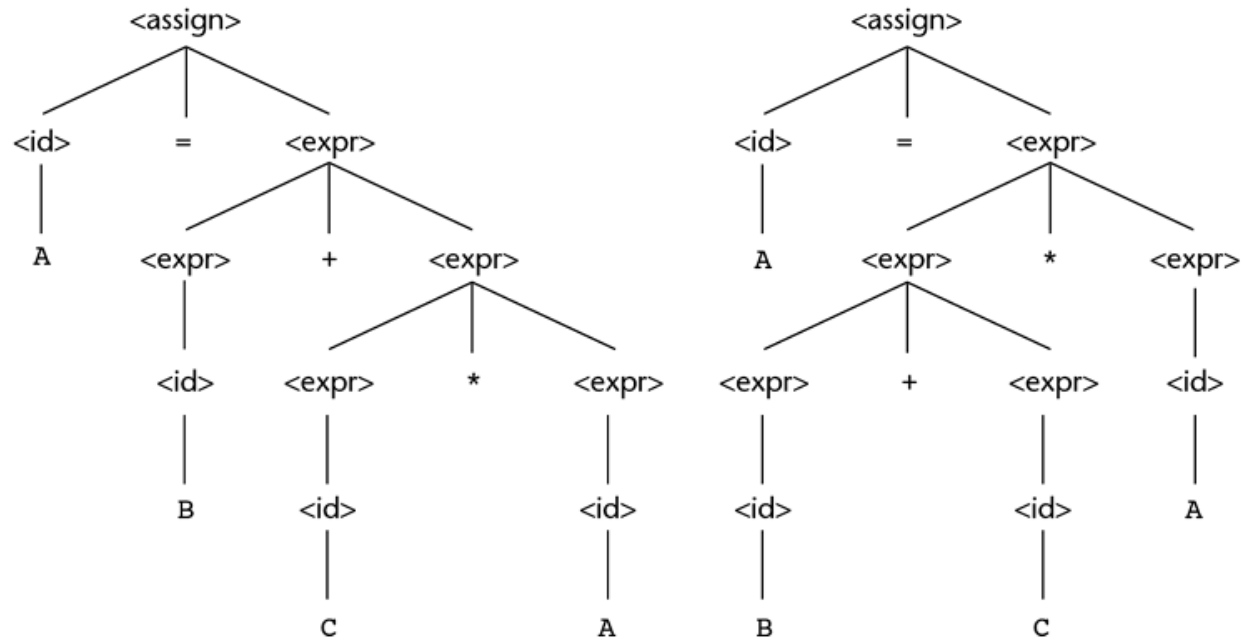 <assign> <assign>
<id> = <expr> <id> = <expr>
A <expr> + <expr> A <expr> * <expr>
<id> <expr> * <expr> <expr> + <expr> <id>
B <id> <id> <id> <id> A
C A B C